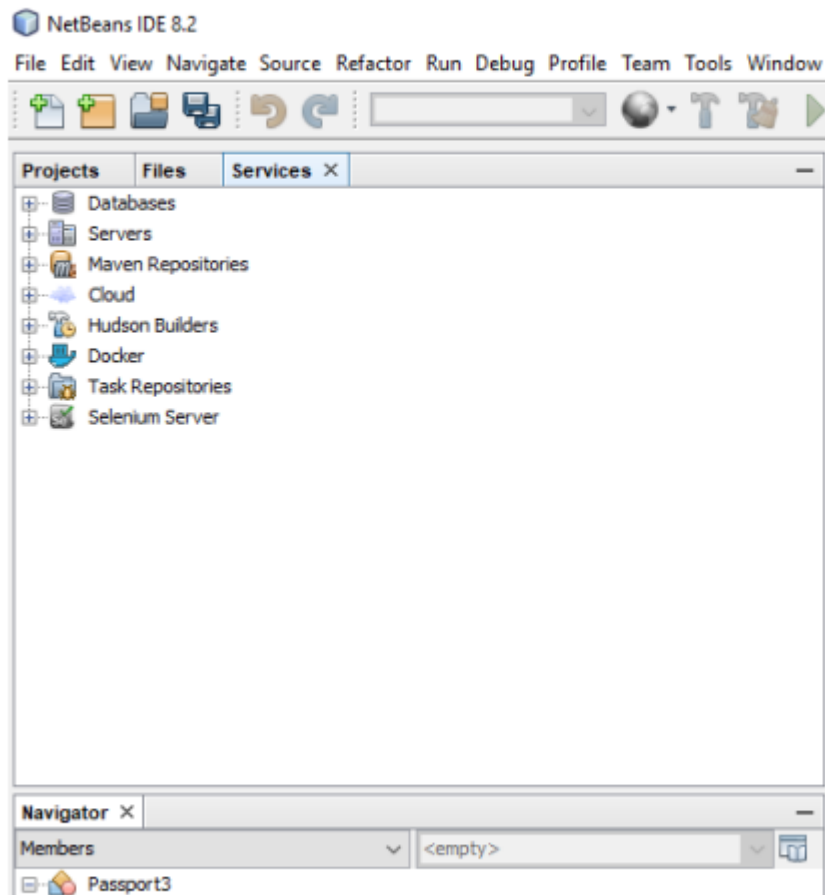 NetBeans IDE 8.2
File Edit View Navigate Source Refactor Run Debug Profile Team Tools Window
Projects Files Services
Databases
Servers
Maven Repositories
Cloud
Hudson Builders
Docker
Task Repositories
Selenium Server
Navigator
Members <empty>
Passport3